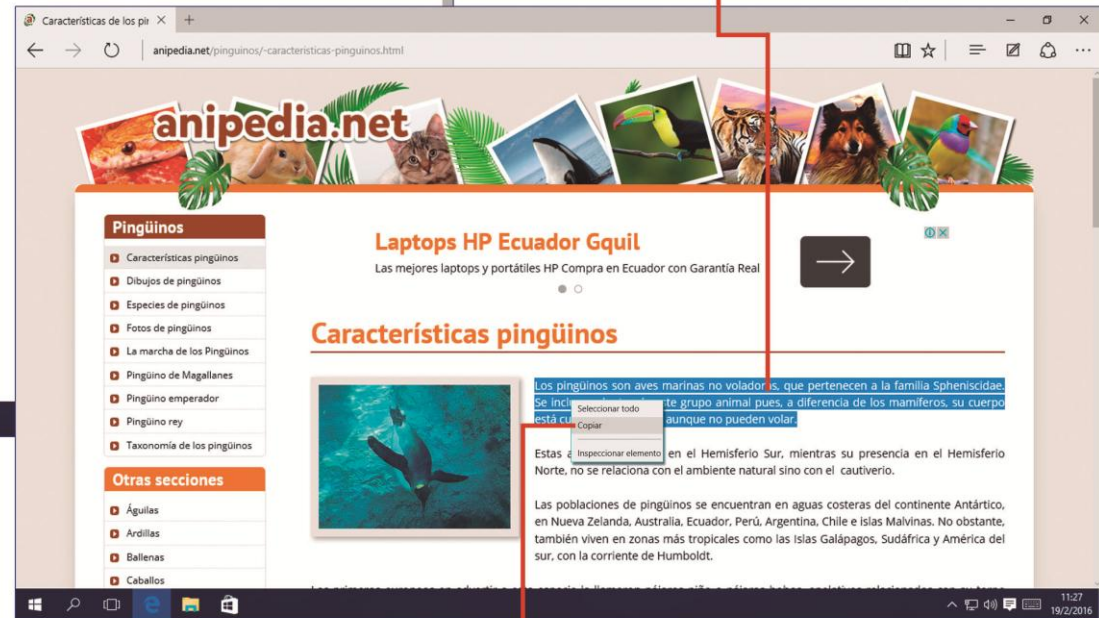 Características de los pir
anipedia.net/pinguinos/-caracteristicas-pinguinos.html
anipedia.net
Pingüinos
Características pingüinos
Dibujos de pingüinos
Especies de pingüinos
Fotos de pingüinos
La marcha de los Pingüinos
Pingüino de Magallanes
Pingüino emperador
Pingüino rey
Taxonomía de los pingüinos
Otras secciones
Águilas
Ardillas
Ballenas
Caballos
Laptops HP Ecuador Gquil
Las mejores laptops y portátiles HP Compra en Ecuador con Garantía Real
Características pingüinos
Los pingüinos son aves marinas no voladoras, que pertenecen a la familia Spheniscidae.
Se te grupo animal pues, a diferencia de los mamíferos, su cuerpo
está aunque no pueden volar.
Seleccionar todo
Copiar
Inspeccionar elemento
Estas en el Hemisferio Sur, mientras su presencia en el Hemisferio
Norte, no se relaciona con el ambiente natural sino con el cautiverio.
Las poblaciones de pingüinos se encuentran en aguas costeras del continente Antártico,
en Nueva Zelanda, Australia, Ecuador, Perú, Argentina, Chile e islas Malvinas. No obstante,
también viven en zonas más tropicales como las Islas Galápagos, Sudáfrica y América del
sur, con la corriente de Humboldt.
11:27
19/2/2016